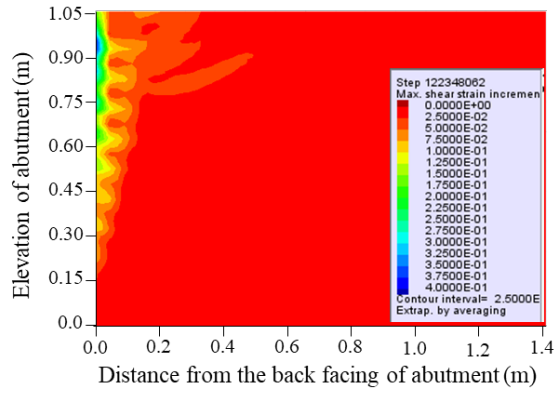 1.05
0.90
0.75
0.60
0.45
0.30
0.15
0.0
Elevation of abutment (m)
Step 122348062
Max. shear strain incremen
0.0000E+00
2.5000E-02
5.0000E-02
7.5000E-02
1.0000E-01
1.2500E-01
1.5000E-01
1.7500E-01
2.0000E-01
2.2500E-01
2.5000E-01
2.7500E-01
3.0000E-01
3.2500E-01
3.5000E-01
3.7500E-01
4.0000E-01
Contour interval= 2.5000E
Extrap. by averaging
0.0 0.2 0.4 0.6 0.8 1.0 1.2 1.4
Distance from the back facing of abutment (m)